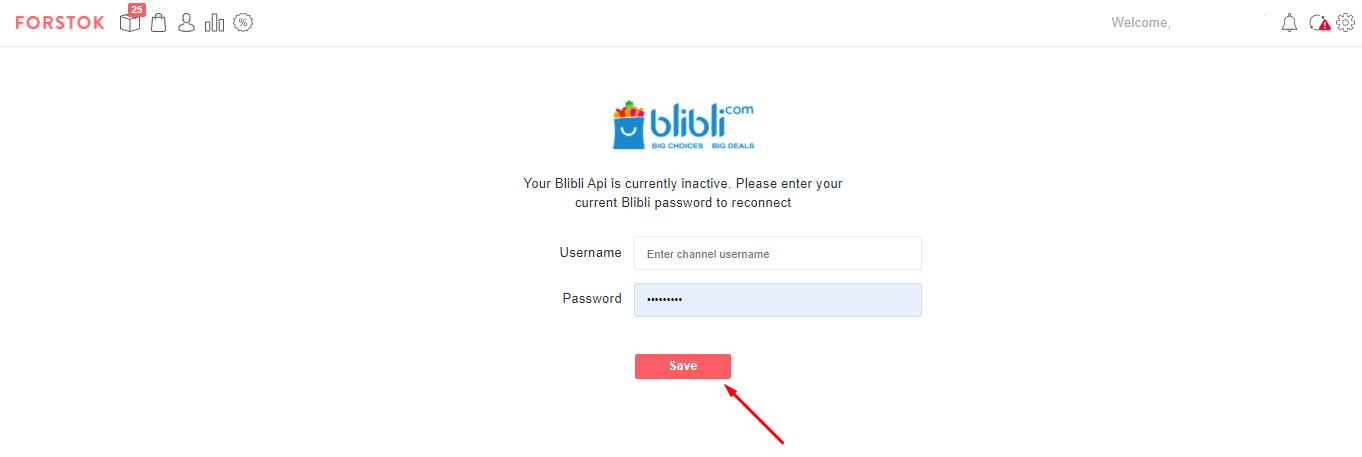 FORSTOK
25
%
Welcome,
blibli.com
BIG CHOICES BIG DEALS
Your Blibli Api is currently inactive. Please enter your
current Blibli password to reconnect
Username
Enter channel username
Password
•••••••••
Save